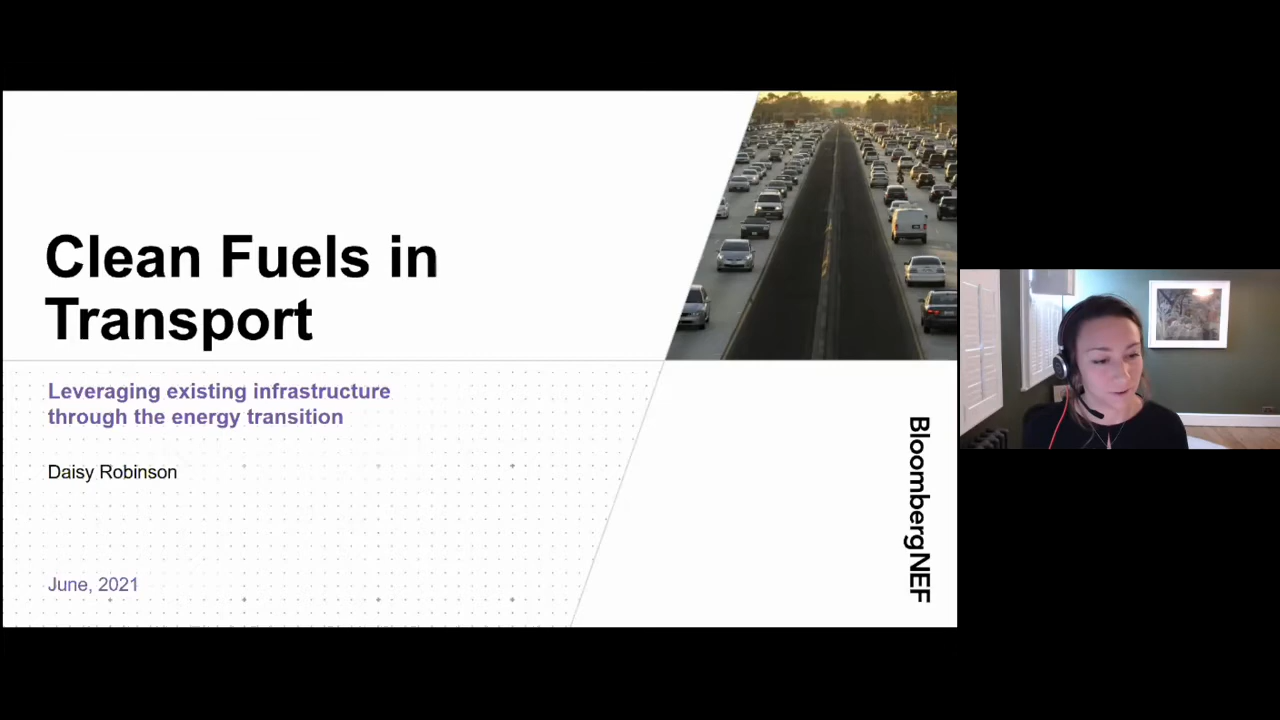 Clean Fuels in
Transport
Leveraging existing infrastructure
through the energy transition
Daisy Robinson
June, 2021
BloombergNEF